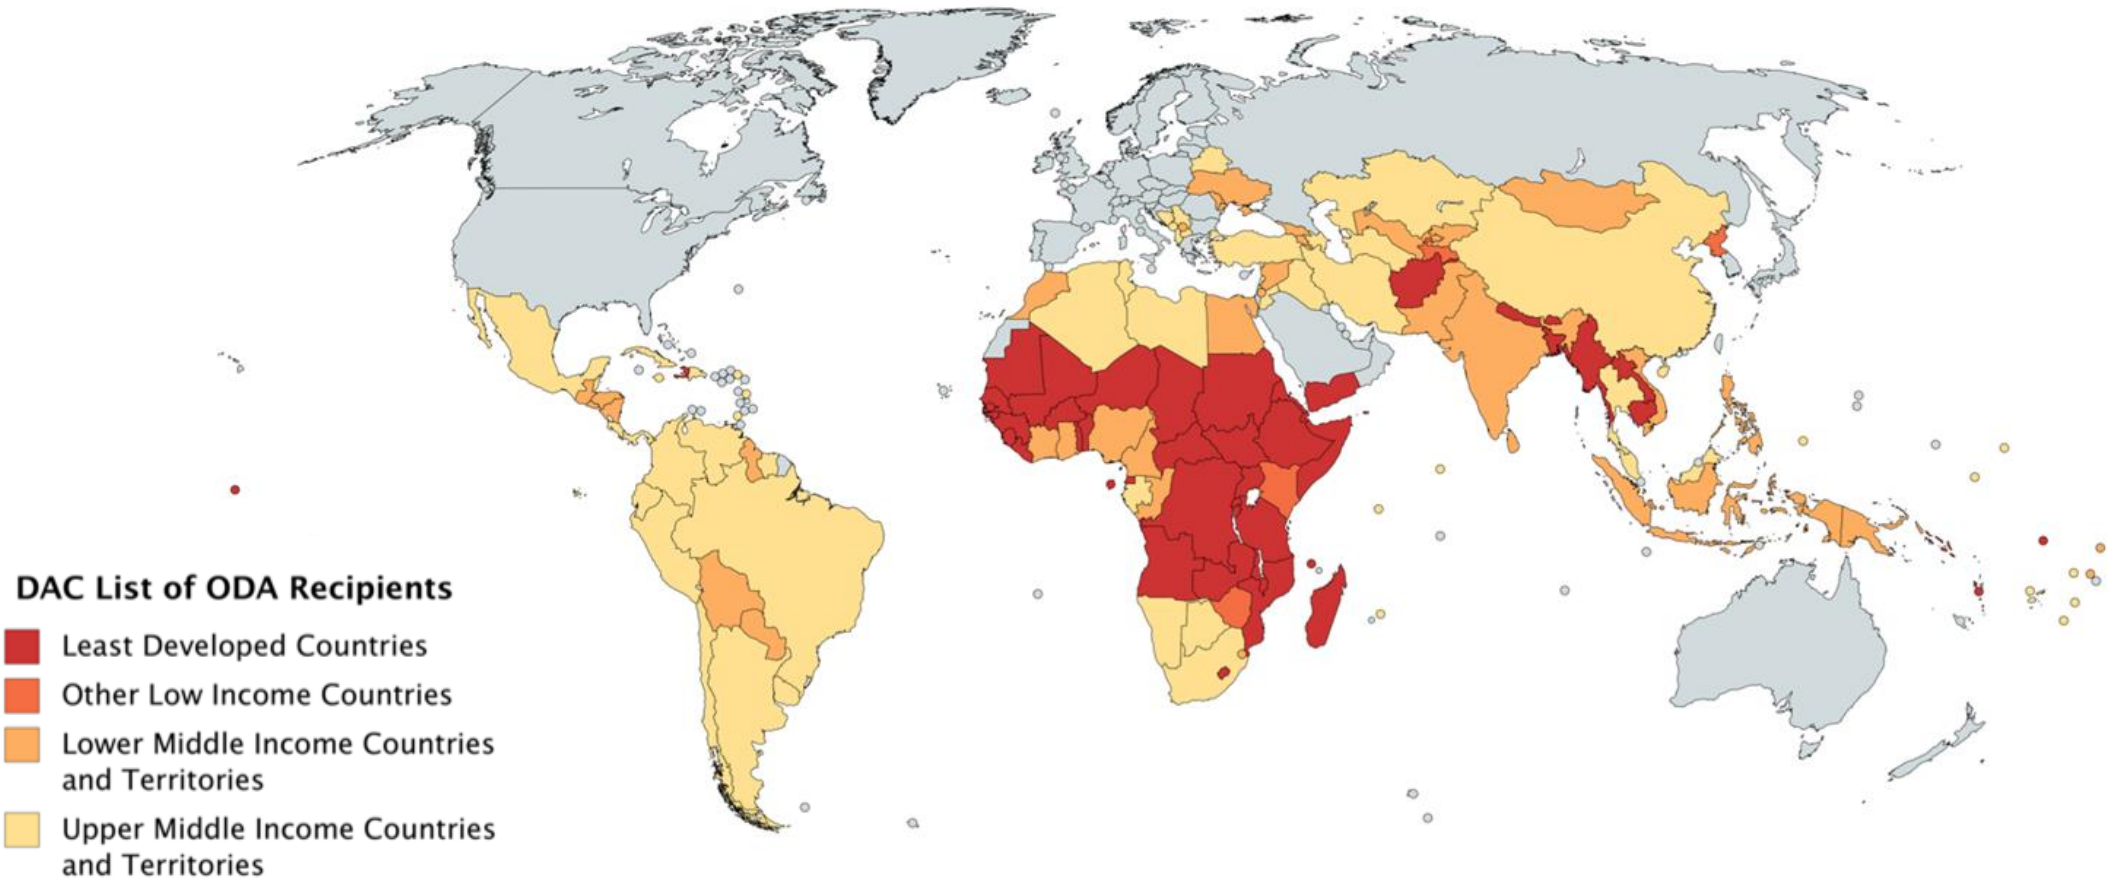 DAC List of ODA Recipients
Least Developed Countries
Other Low Income Countries
Lower Middle Income Countries
and Territories
Upper Middle Income Countries
and Territories